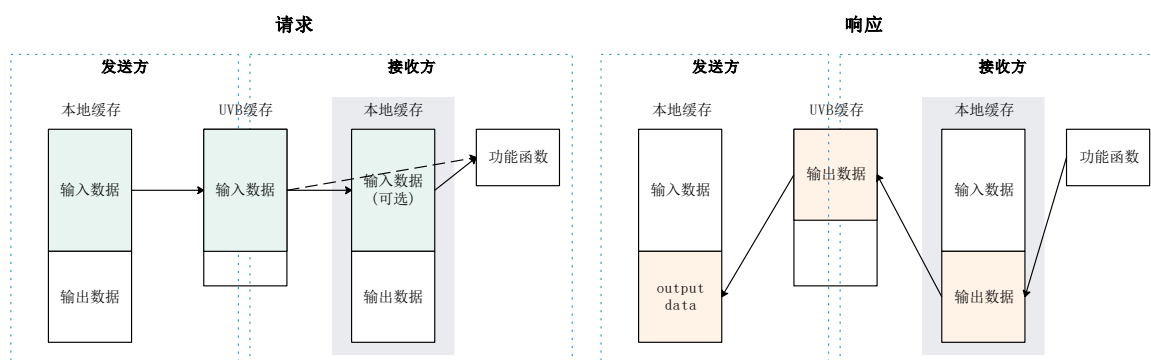 请求
发送方
接收方
本地缓存
UVB缓存
本地缓存
输入数据
输入数据
输入数据
(可选)
功能函数
输出数据
输出数据
响应
发送方
接收方
本地缓存
UVB缓存
本地缓存
输入数据
输出数据
输入数据
功能函数
output
data
输出数据